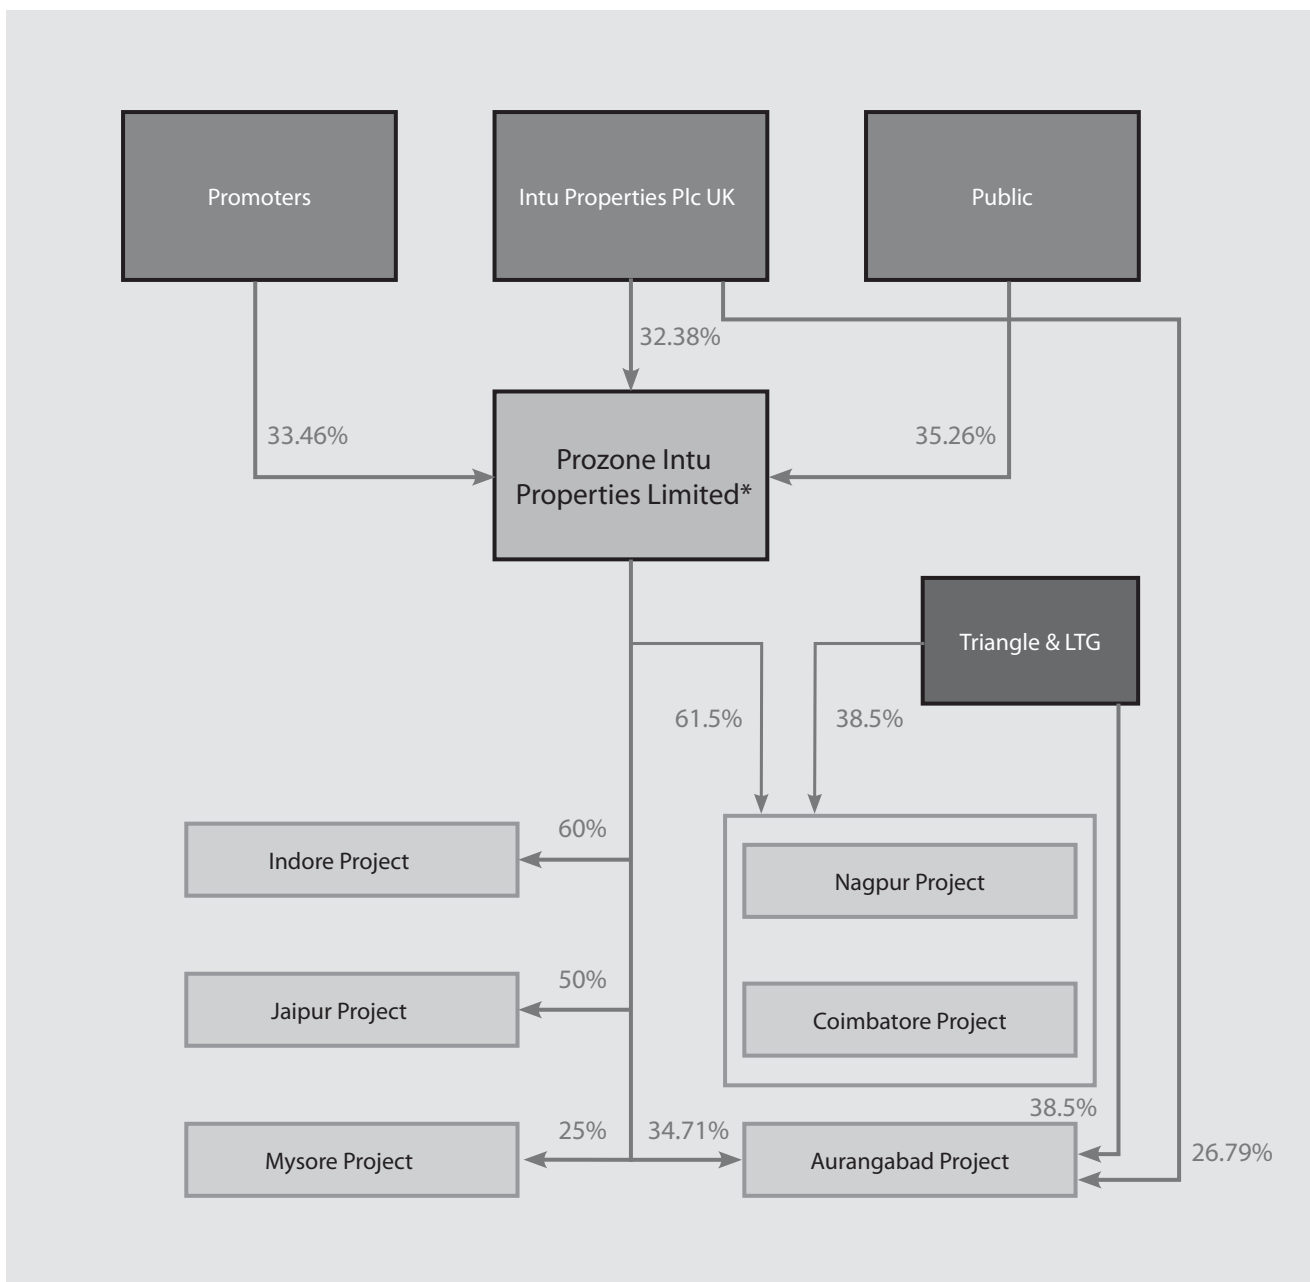 Promoters
Intu Properties Plc UK
Public
32.38%
33.46%
35.26%
Prozone Intu
Properties Limited*
Triangle & LTG
61.5%
38.5%
60%
Indore Project
Nagpur Project
50%
Jaipur Project
Coimbatore Project
38.5%
25%
34.71%
Mysore Project
Aurangabad Project
26.79%